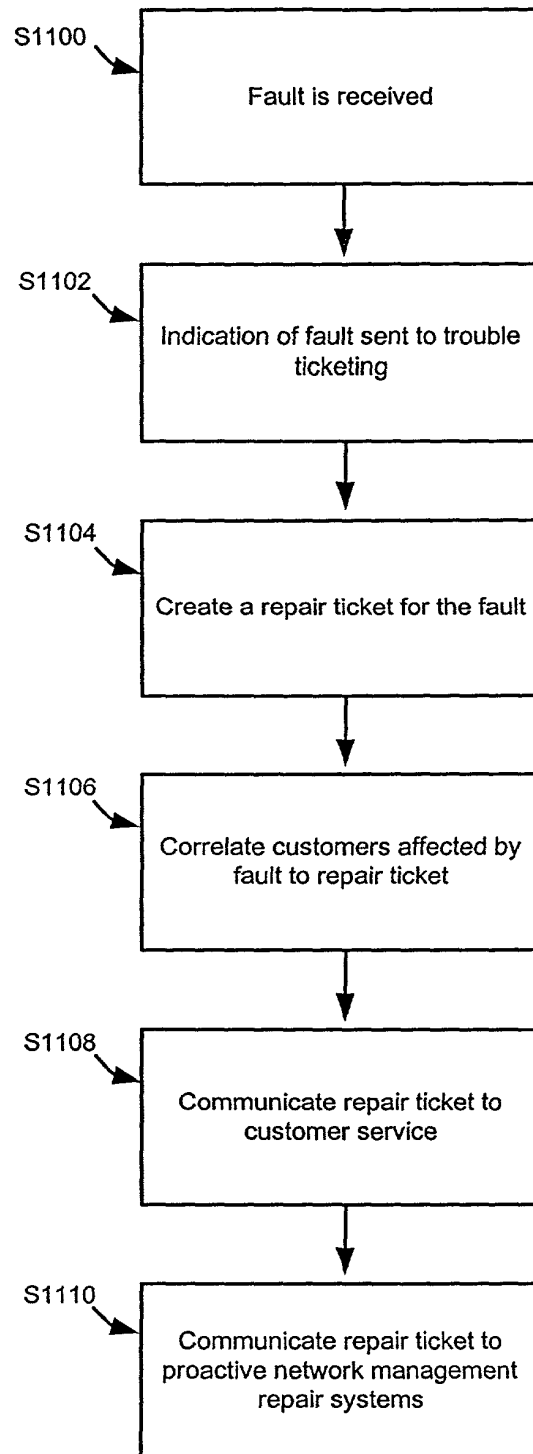 S1100
Fault is received
S1102
Indication of fault sent to trouble
ticketing
S1104
Create a repair ticket for the fault
S1106
Correlate customers affected by
fault to repair ticket
S1108
Communicate repair ticket to
customer service
S1110
Communicate repair ticket to
proactive network management
repair systems